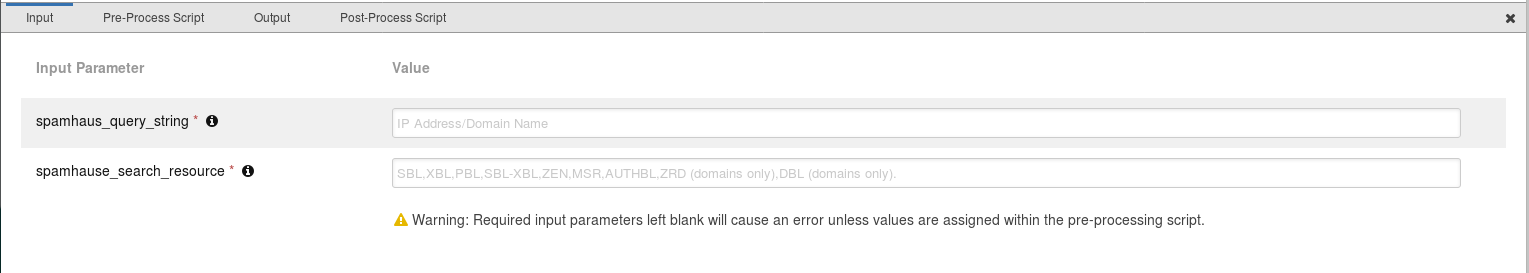 Input Pre-Process Script Output Post-Process Script
Input Parameter Value
spamhaus_query_string * IP Address/Domain Name
spamhause_search_resource * SBL,XBL,PBL,SBL-XBL,ZEN,MSR,AUTHBL,ZRD (domains only),DBL (domains only).
Warning: Required input parameters left blank will cause an error unless values are assigned within the pre-processing script.